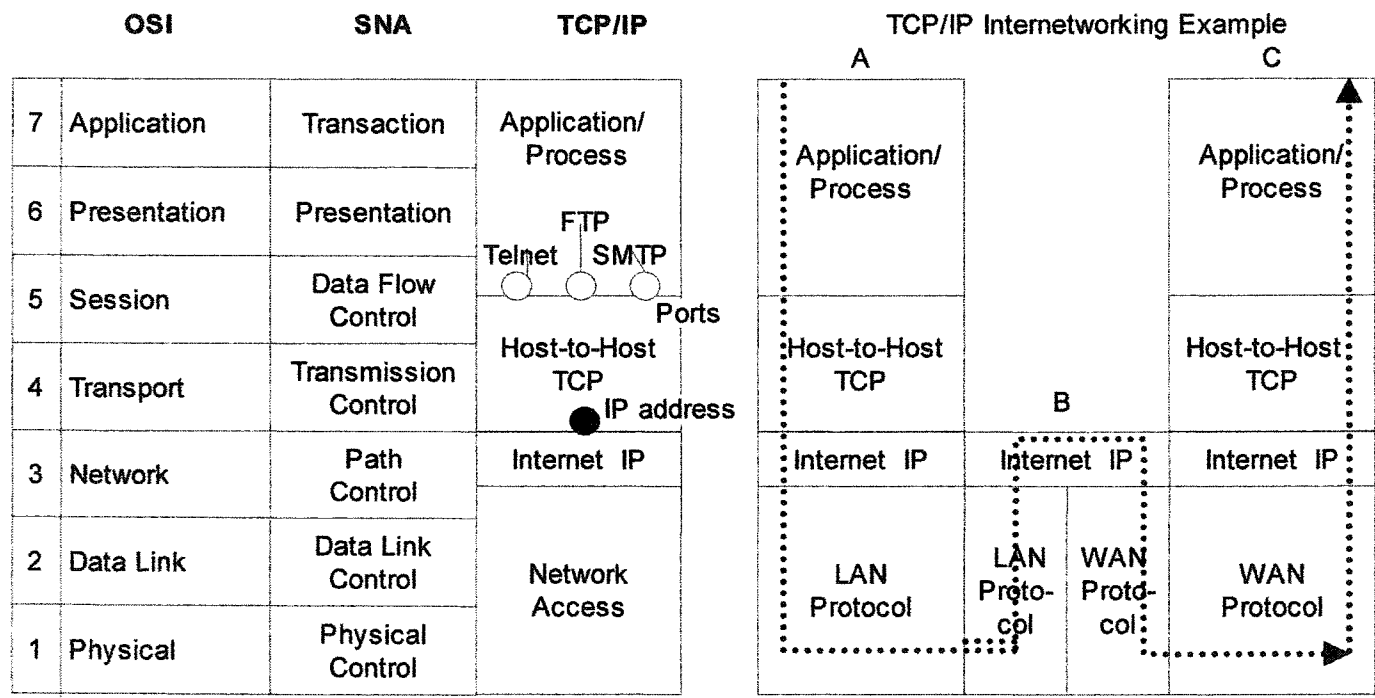 OSI SNA TCP/IP TCP/IP Internetworking Example
A C
7 Application Transaction Application/
Process
6 Presentation Presentation
FTP
Telnet SMTP
5 Session Data Flow
Control
Ports
Host-to-Host
TCP
4 Transport Transmission
Control
IP address
3 Network Path
Control
Internet IP
2 Data Link Data Link
Control
Network
Access
1 Physical Physical
Control
Application/
Process
Application/
Process
Host-to-Host
TCP
Host-to-Host
TCP
B
Internet IP Internet IP Internet IP
LAN
Protocol
LAN
Proto-
col
WAN
Proto-
col
WAN
Protocol